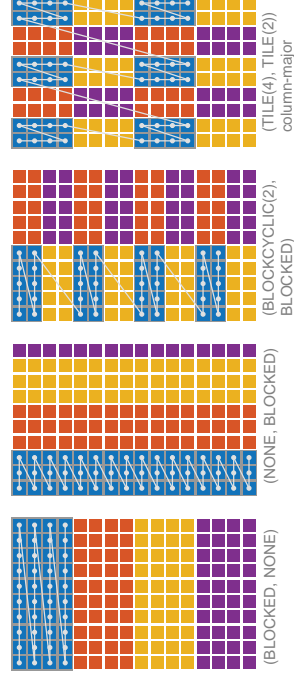 (BLOCKED, NONE)
(NONE, BLOCKED)
(BLOCKCYCLIC(2),
BLOCKED)
(TILE(4), TILE(2))
column-major